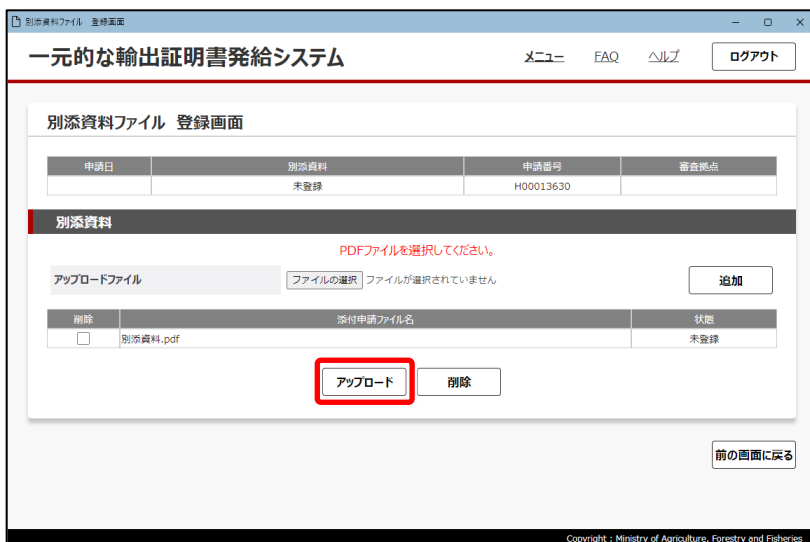 別添資料ファイル 登録画面
一元的な輸出証明書発給システム
メニュー FAQ ヘルプ ログアウト
別添資料ファイル 登録画面
申請日 別添資料 申請番号 審査拠点
未登録 H00013630
別添資料
PDFファイルを選択してください。
アップロードファイル ファイルの選択 ファイルが選択されていません 追加
削除 添付申請ファイル名 状態
別添資料.pdf 未登録
アップロード 削除
前の画面に戻る
Copyright : Ministry of Agriculture, Forestry and Fisheries